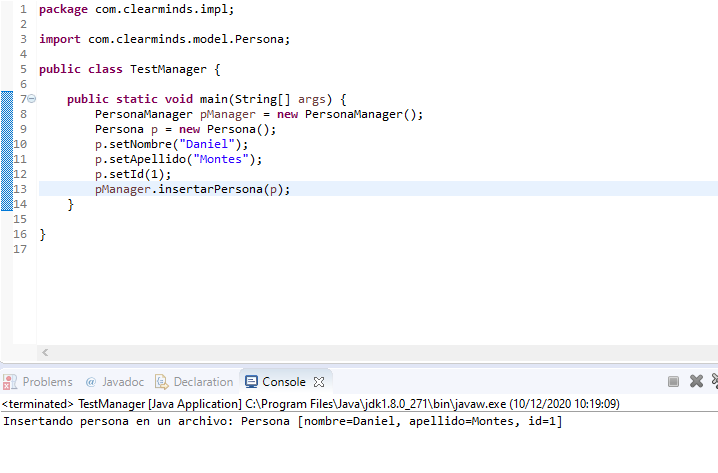 1 package com.clearminds.impl;
2
3 import com.clearminds.model.Persona;
4
5 public class TestManager {
6
7 public static void main(String[] args) {
8 PersonaManager pManager = new PersonaManager();
9 Persona p = new Persona();
10 p.setNombre("Daniel");
11 p.setApellido("Montes");
12 p.setId(1);
13 pManager.insertarPersona(p);
14 }
15
16 }
17
Problems @ Javadoc Declaration Console
<terminated> TestManager [Java Application] C:\Program Files\Java\jdk1.8.0_271\bin\javaw.exe (10/12/2020 10:19:09)
Insertando persona en un archivo: Persona [nombre=Daniel, apellido=Montes, id=1]